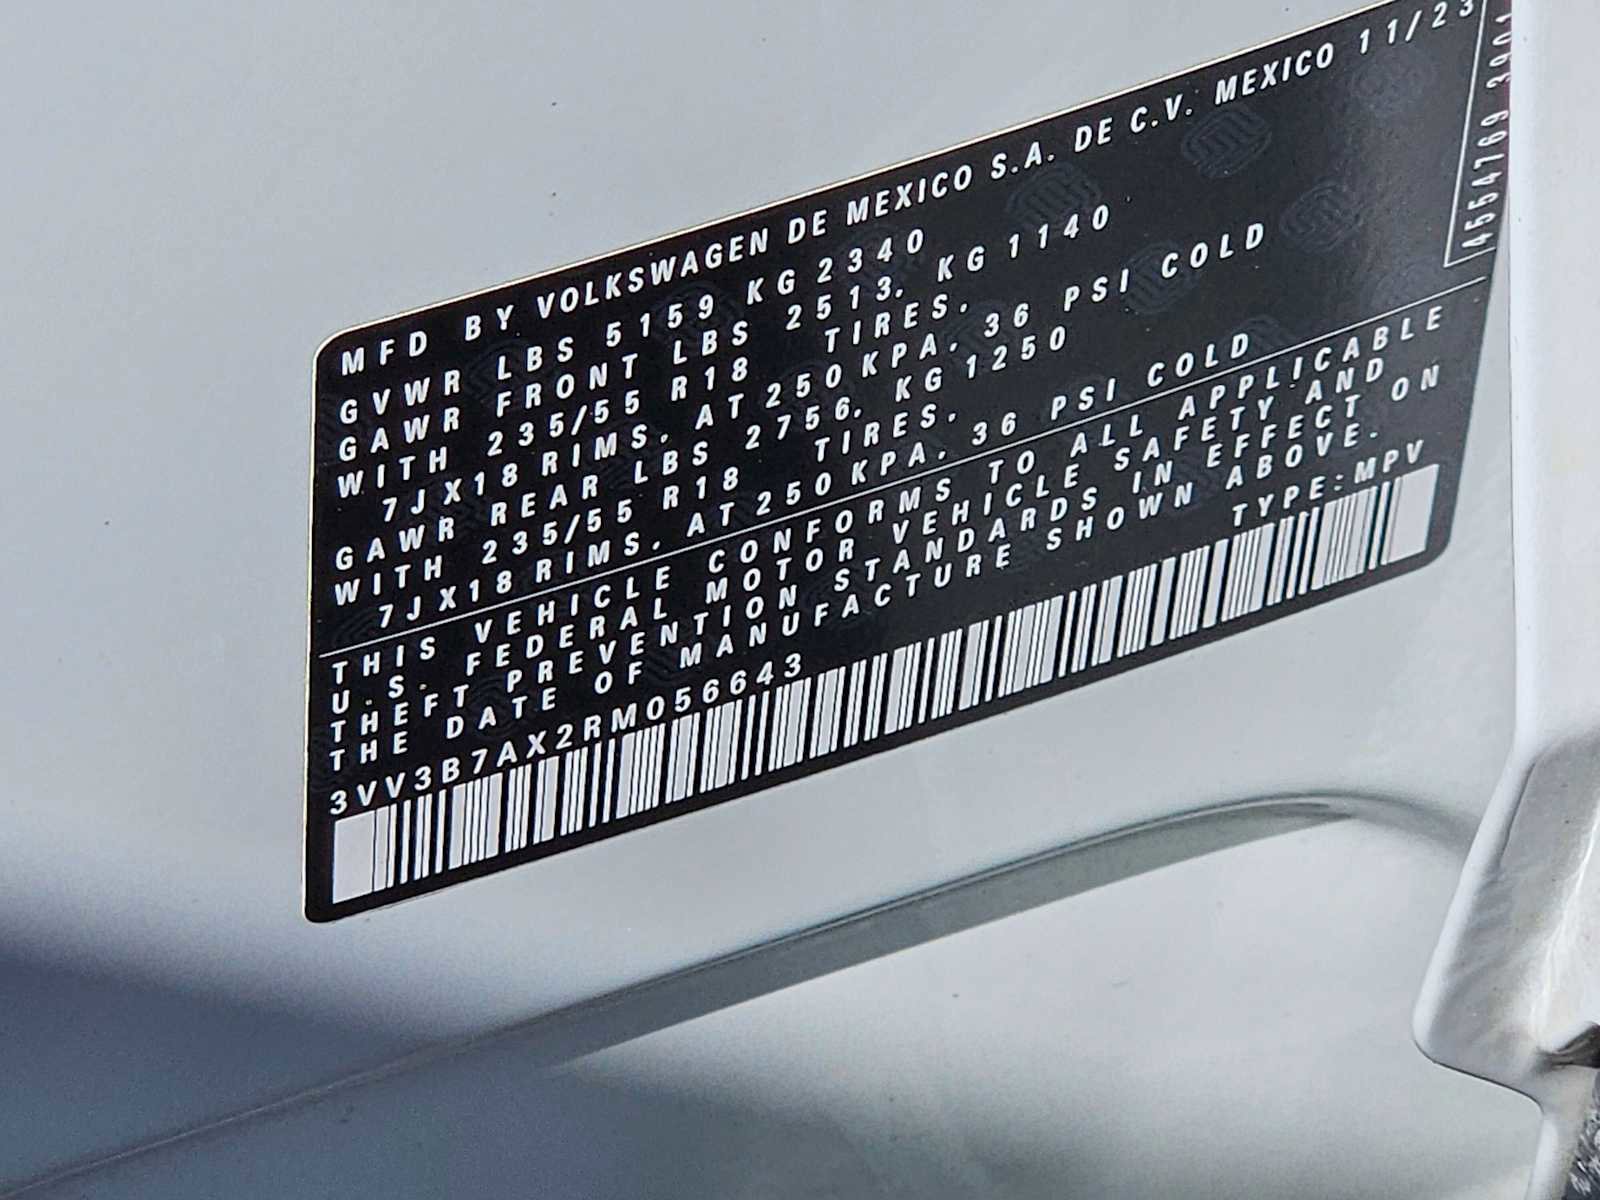 MFD BY VOLKSWAGEN DE MEXICO S.A. DE C.V. MEXICO 11/23
GVWR LBS 5159 KG 2340
GAWR FRONT LBS 2513. KG 1140
WITH 235/55 R18 TIRES.
7JX18 RIMS. AT 250 KPA. 36 PSI COLD
GAWR REAR LBS 2756. KG 1250
WITH 235/55 R18 TIRES.
7JX18 RIMS. AT 250 KPA. 36 PSI COLD
THIS VEHICLE CONFORMS TO ALL APPLICABLE
U.S. FEDERAL MOTOR VEHICLE SAFETY AND
THEFT PREVENTION STANDARDS IN EFFECT ON
THE DATE OF MANUFACTURE SHOWN ABOVE.
3VV3B7AX2RM056643 TYPE:MPV
4554769 3901